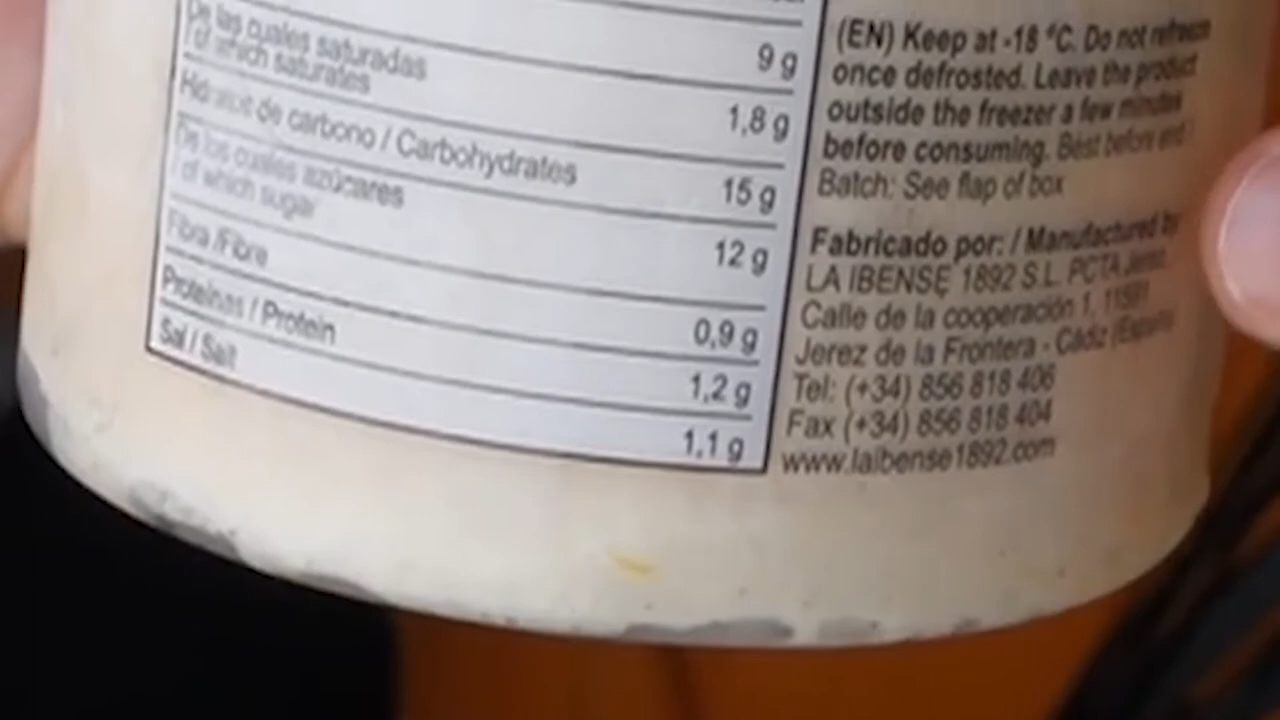 9 g
De las cuales saturadas
of which saturates
1,8 g
Hidratos de carbono / Carbohydrates
15 g
De los cuales azúcares
of which sugar
12 g
Fibra /Fibre
0,9 g
Proteínas / Protein
1,2 g
Sal / Salt
1,1 g
(EN) Keep at -18 °C. Do not refreeze
once defrosted. Leave the product
outside the freezer a few minutes
before consuming. Best before end
Batch: See flap of box
Fabricado por: / Manufactured by
LA IBENSE 1892 S.L. PCTA Jerez
Calle de la cooperación 1, 11591
Jerez de la Frontera - Cádiz (España)
Tel: (+34) 856 818 406
Fax (+34) 856 818 404
www.laibense1892.com